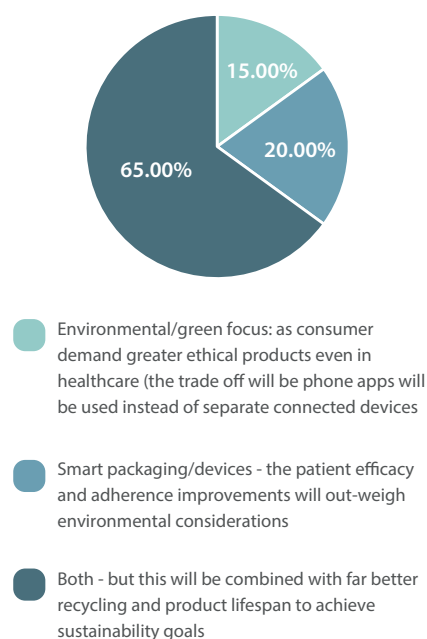 15.00%
20.00%
65.00%
Environmental/green focus: as consumer
demand greater ethical products even in
healthcare (the trade off will be phone apps will
be used instead of separate connected devices
Smart packaging/devices - the patient efficacy
and adherence improvements will out-weigh
environmental considerations
Both - but this will be combined with far better
recycling and product lifespan to achieve
sustainability goals